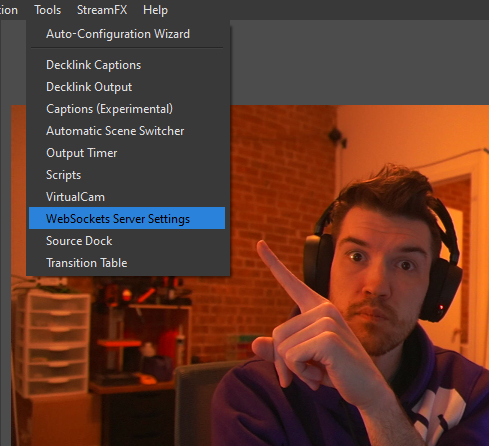 tion Tools StreamFX Help
Auto-Configuration Wizard
Decklink Captions
Decklink Output
Captions (Experimental)
Automatic Scene Switcher
Output Timer
Scripts
VirtualCam
WebSockets Server Settings
Source Dock
Transition Table